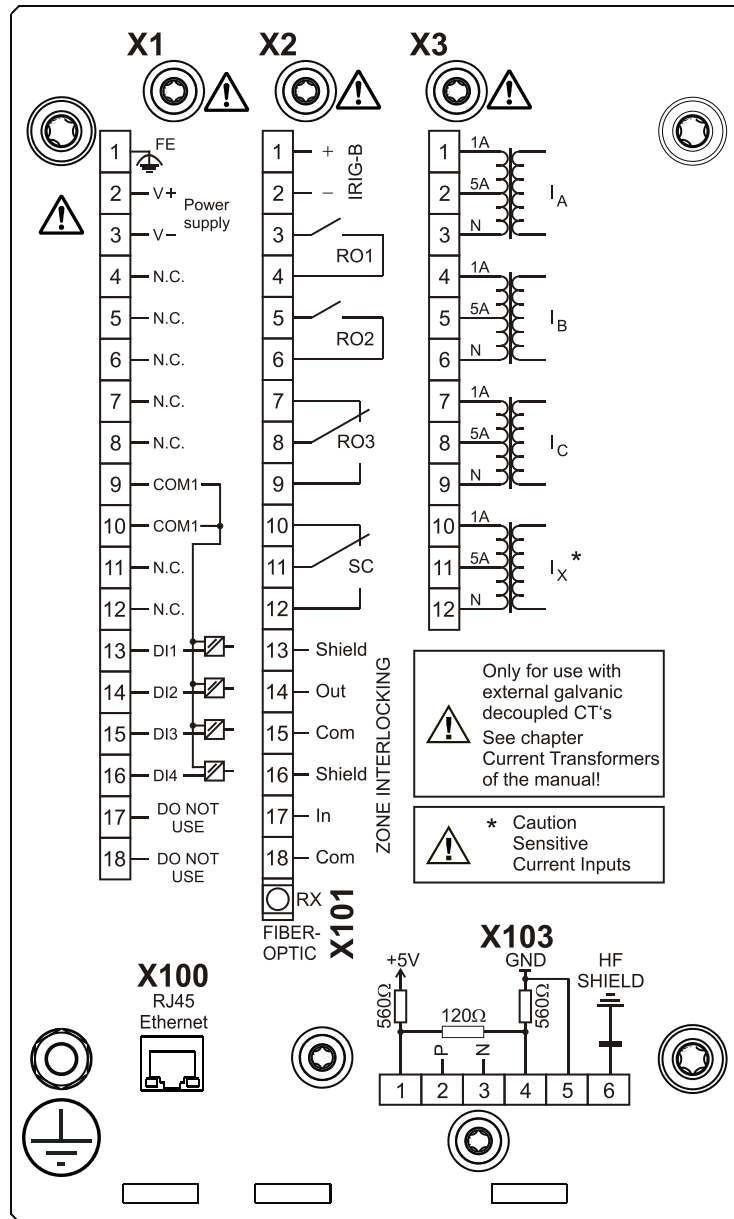 X1
X2
X3
1 FE
2 V+
Power
supply
3 V−
4 N.C.
5 N.C.
6 N.C.
7 N.C.
8 N.C.
9 COM1
10 COM1
11 N.C.
12 N.C.
13 DI1
14 DI2
15 DI3
16 DI4
17 DO NOT
USE
18 DO NOT
USE
1 +
2 −
IRIG-B
3
4
RO1
5
6
RO2
7
8
9
RO3
10
11
12
SC
13 Shield
14 Out
15 Com
16 Shield
17 In
18 Com
ZONE INTERLOCKING
RX
FIBER-
OPTIC
X101
1 1A
2 5A
3 N
IA
4 1A
5 5A
6 N
IB
7 1A
8 5A
9 N
IC
10 1A
11 5A
12 N
IX *
Only for use with
external galvanic
decoupled CT‘s
See chapter
Current Transformers
of the manual!
* Caution
Sensitive
Current Inputs
X100
RJ45
Ethernet
X103
+5V
GND
HF
SHIELD
560Ω
120Ω
560Ω
P
N
1 2 3 4 5 6